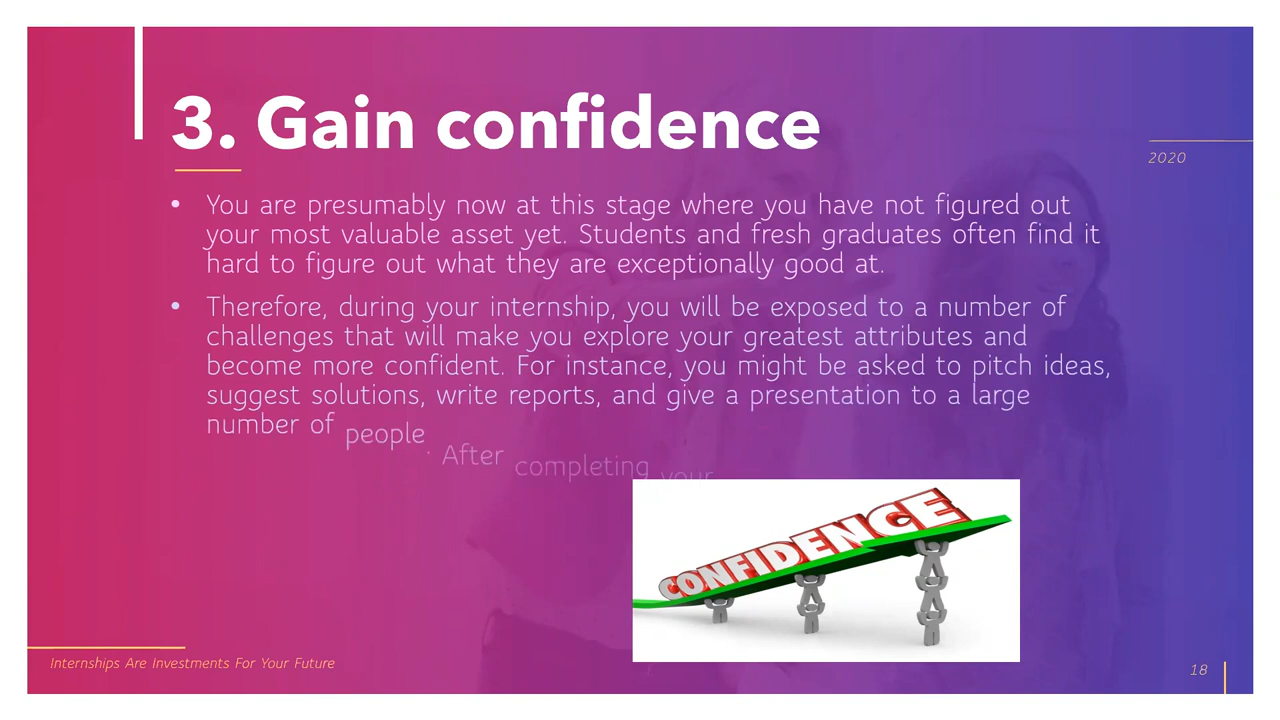 3. Gain confidence
2020
• You are presumably now at this stage where you have not figured out
your most valuable asset yet. Students and fresh graduates often find it
hard to figure out what they are exceptionally good at.
• Therefore, during your internship, you will be exposed to a number of
challenges that will make you explore your greatest attributes and
become more confident. For instance, you might be asked to pitch ideas,
suggest solutions, write reports, and give a presentation to a large
number of people. After completing your
CONFIDENCE
Internships Are Investments For Your Future
18